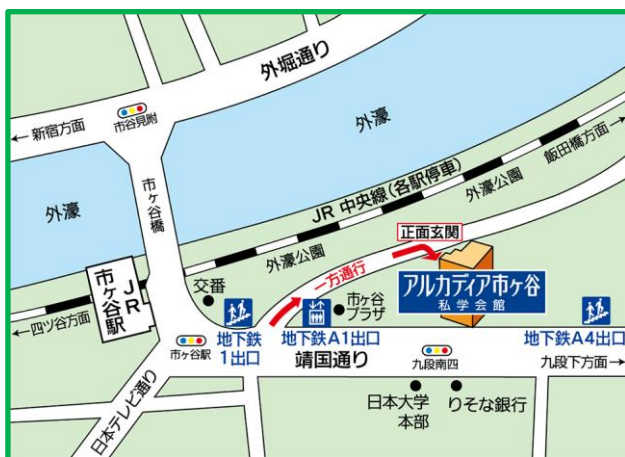 外堀通り
←新宿方面
市谷見附
外濠
飯田橋方面→
市ヶ谷橋
外濠
JR 中央線(各駅停車)
外濠公園
正面玄関
外濠公園
一方通行
アルカディア市ヶ谷
私学会館
JR
市ヶ谷駅
交番
市ヶ谷
プラザ
←四ツ谷方面
地下鉄
1出口
地下鉄A1出口
地下鉄A4出口
市ヶ谷駅
靖国通り
九段南四
九段下方面→
日本テレビ通り
日本大学
本部
りそな銀行